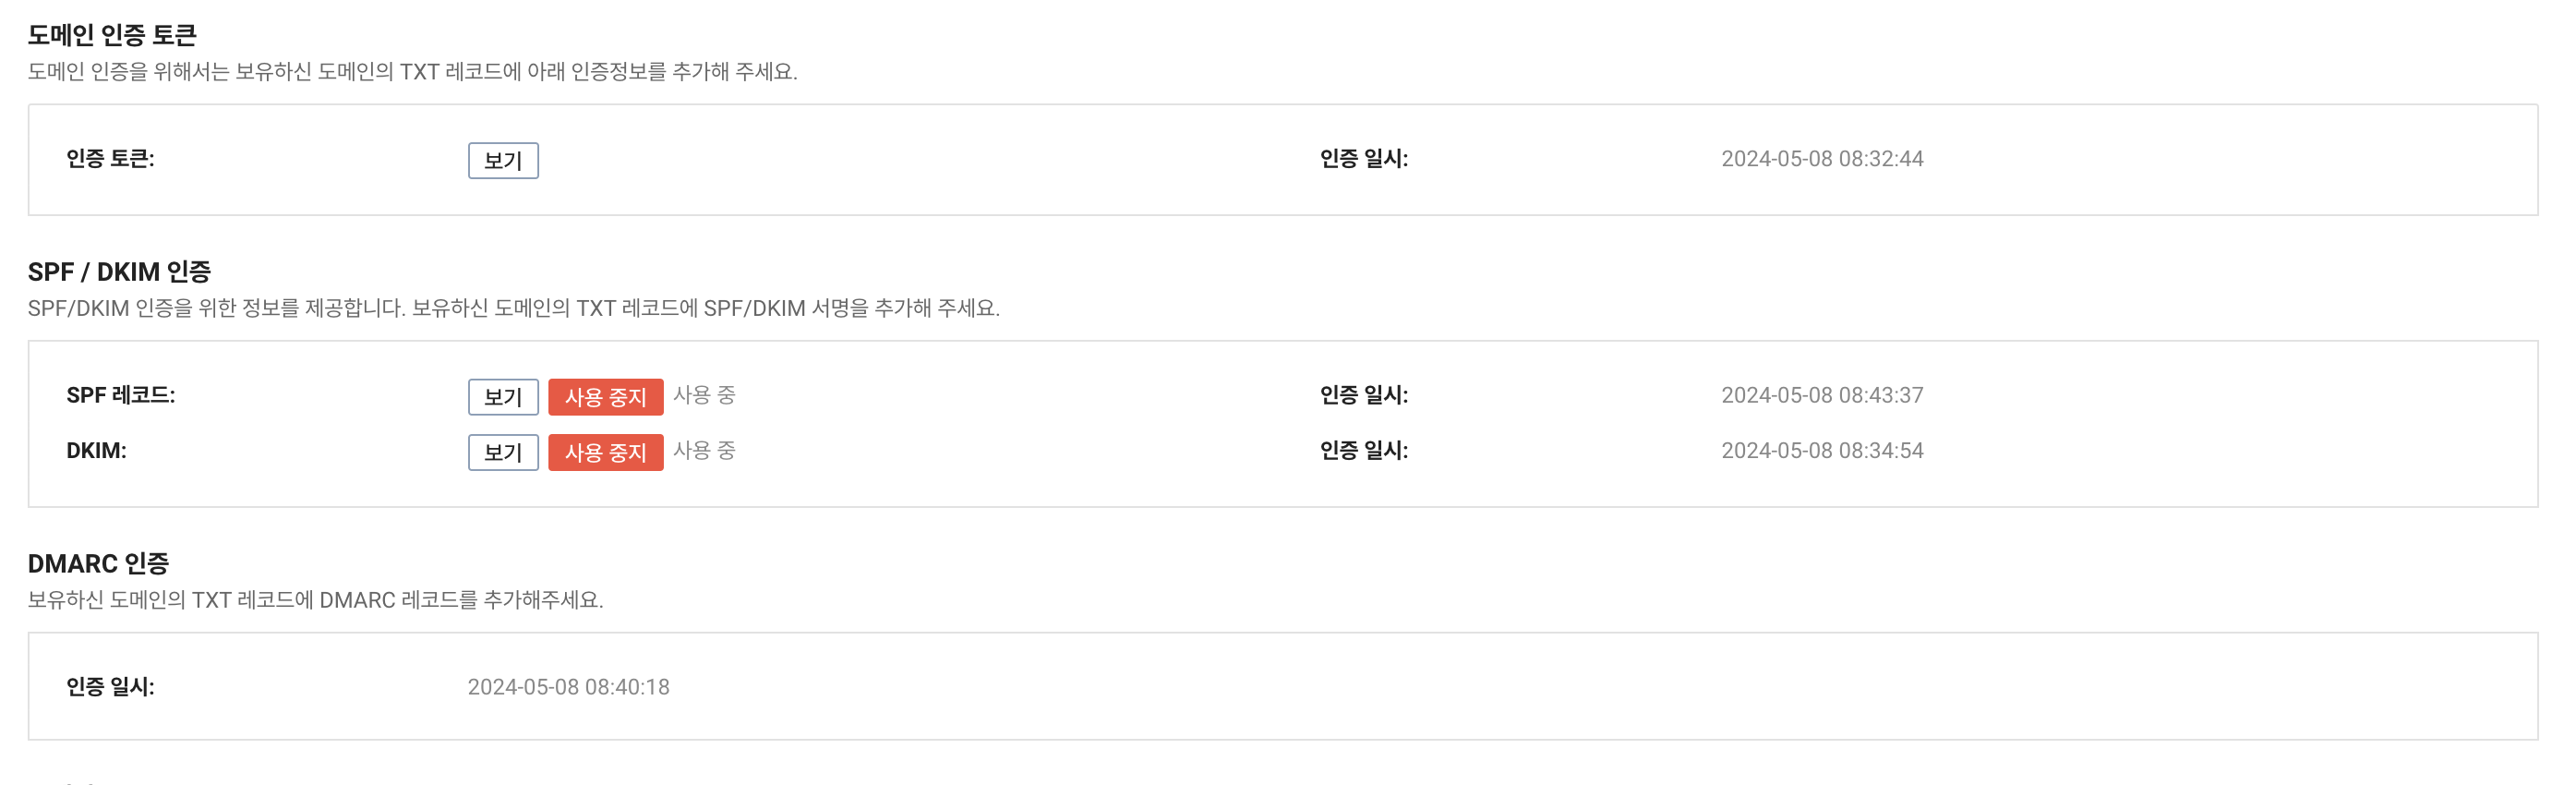 도메인 인증 토큰
도메인 인증을 위해서는 보유하신 도메인의 TXT 레코드에 아래 인증정보를 추가해 주세요.
인증 토큰: 보기 인증 일시: 2024-05-08 08:32:44
SPF / DKIM 인증
SPF/DKIM 인증을 위한 정보를 제공합니다. 보유하신 도메인의 TXT 레코드에 SPF/DKIM 서명을 추가해 주세요.
SPF 레코드: 보기 사용 중지 사용 중 인증 일시: 2024-05-08 08:43:37
DKIM: 보기 사용 중지 사용 중 인증 일시: 2024-05-08 08:34:54
DMARC 인증
보유하신 도메인의 TXT 레코드에 DMARC 레코드를 추가해주세요.
인증 일시: 2024-05-08 08:40:18